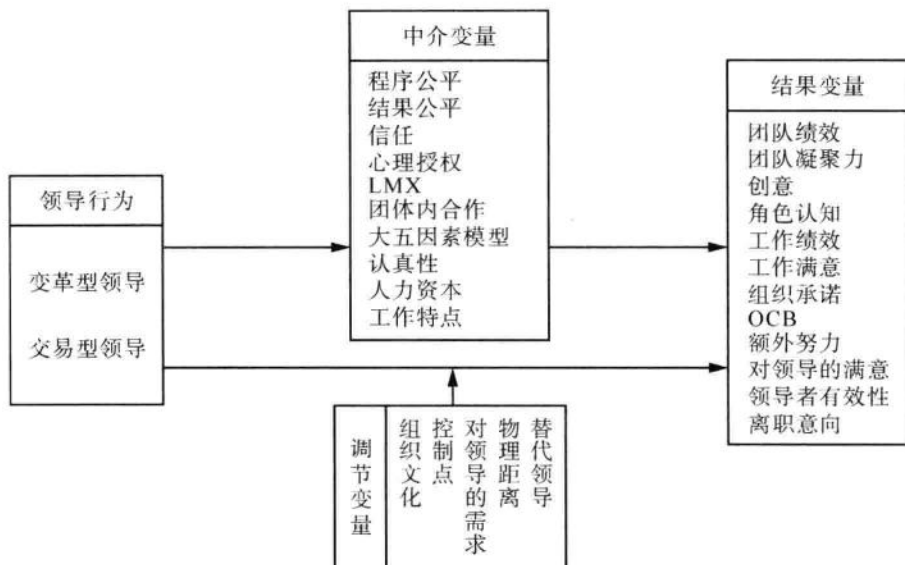 领导行为
变革型领导
交易型领导
中介变量
程序公平
结果公平
信任
心理授权
LMX
团体内合作
大五因素模型
认真性
人力资本
工作特点
结果变量
团队绩效
团队凝聚力
创意
角色认知
工作绩效
工作满意
组织承诺
OCB
额外努力
对领导的满意
领导者有效性
离职意向
调节变量
组织文化
控制点
对领导的需求
物理距离
替代领导